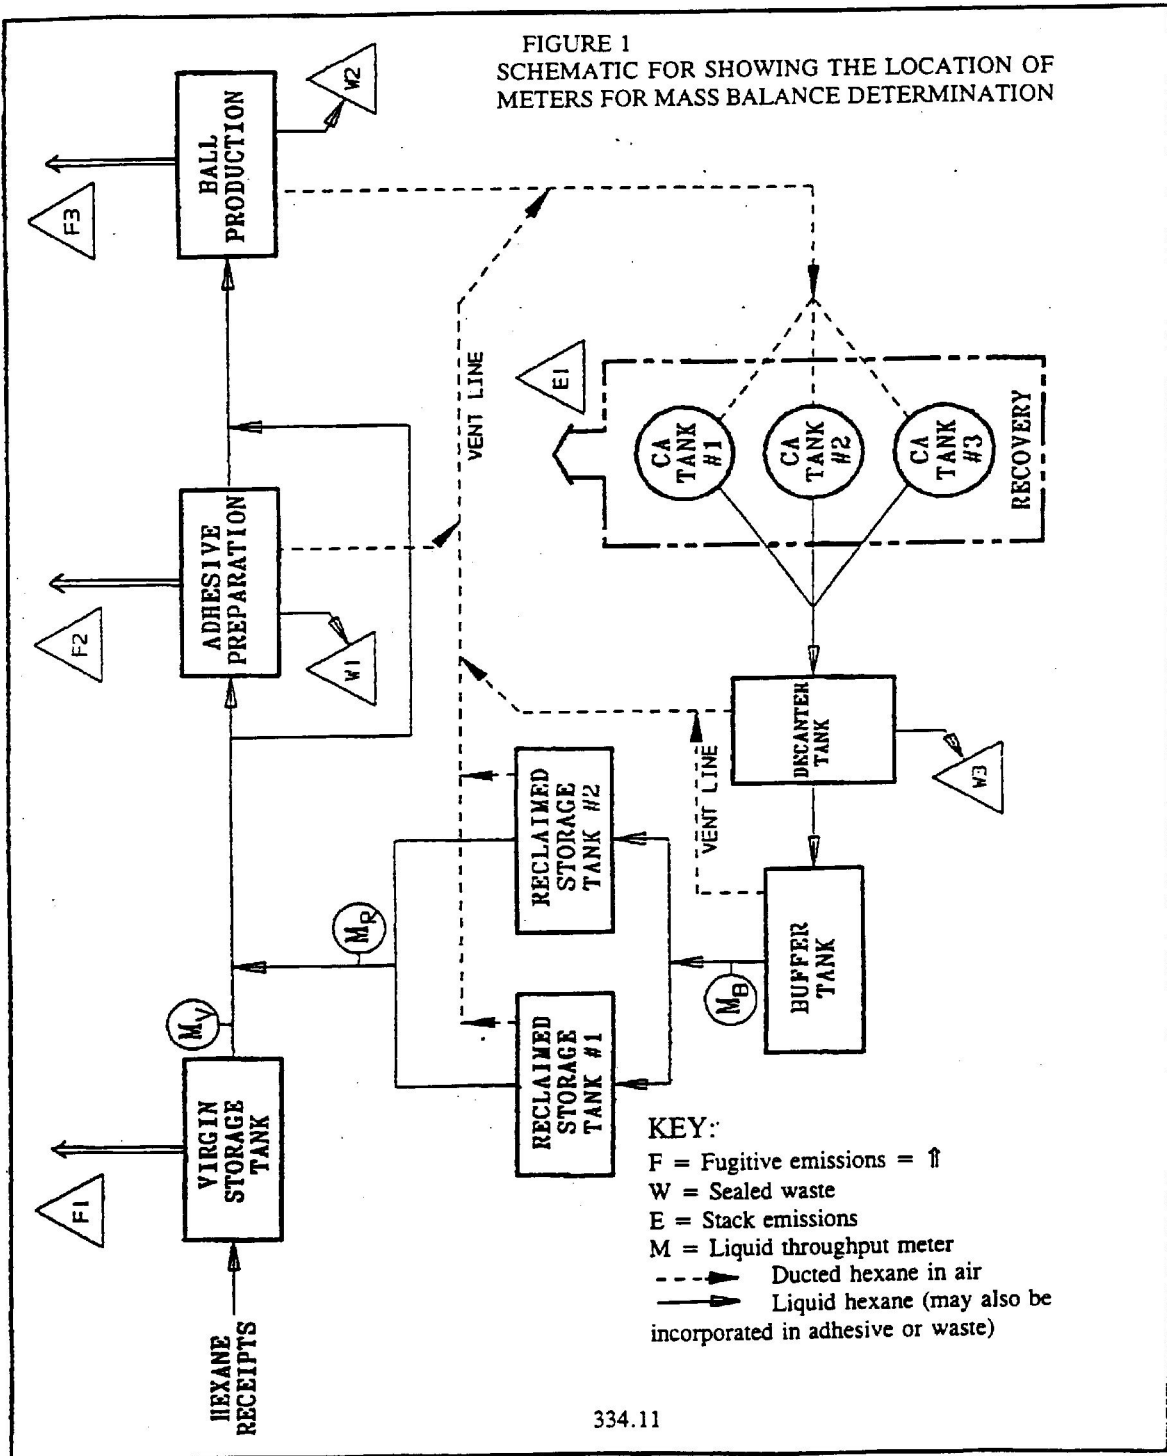 FIGURE 1
SCHEMATIC FOR SHOWING THE LOCATION OF
METERS FOR MASS BALANCE DETERMINATION
HEXANE
RECEIPTS
F1
VIRGIN
STORAGE
TANK
MV
F2
ADHESIVE
PREPARATION
W1
F3
BALL
PRODUCTION
W2
MR
VENT LINE
RECLAIMED
STORAGE
TANK #1
RECLAIMED
STORAGE
TANK #2
E1
CA
TANK
#1
CA
TANK
#2
CA
TANK
#3
RECOVERY
MB
VENT LINE
BUFFER
TANK
DECANTER
TANK
W3
KEY:
F = Fugitive emissions = ⇑
W = Sealed waste
E = Stack emissions
M = Liquid throughput meter
Ducted hexane in air
Liquid hexane (may also be
incorporated in adhesive or waste)
334.11